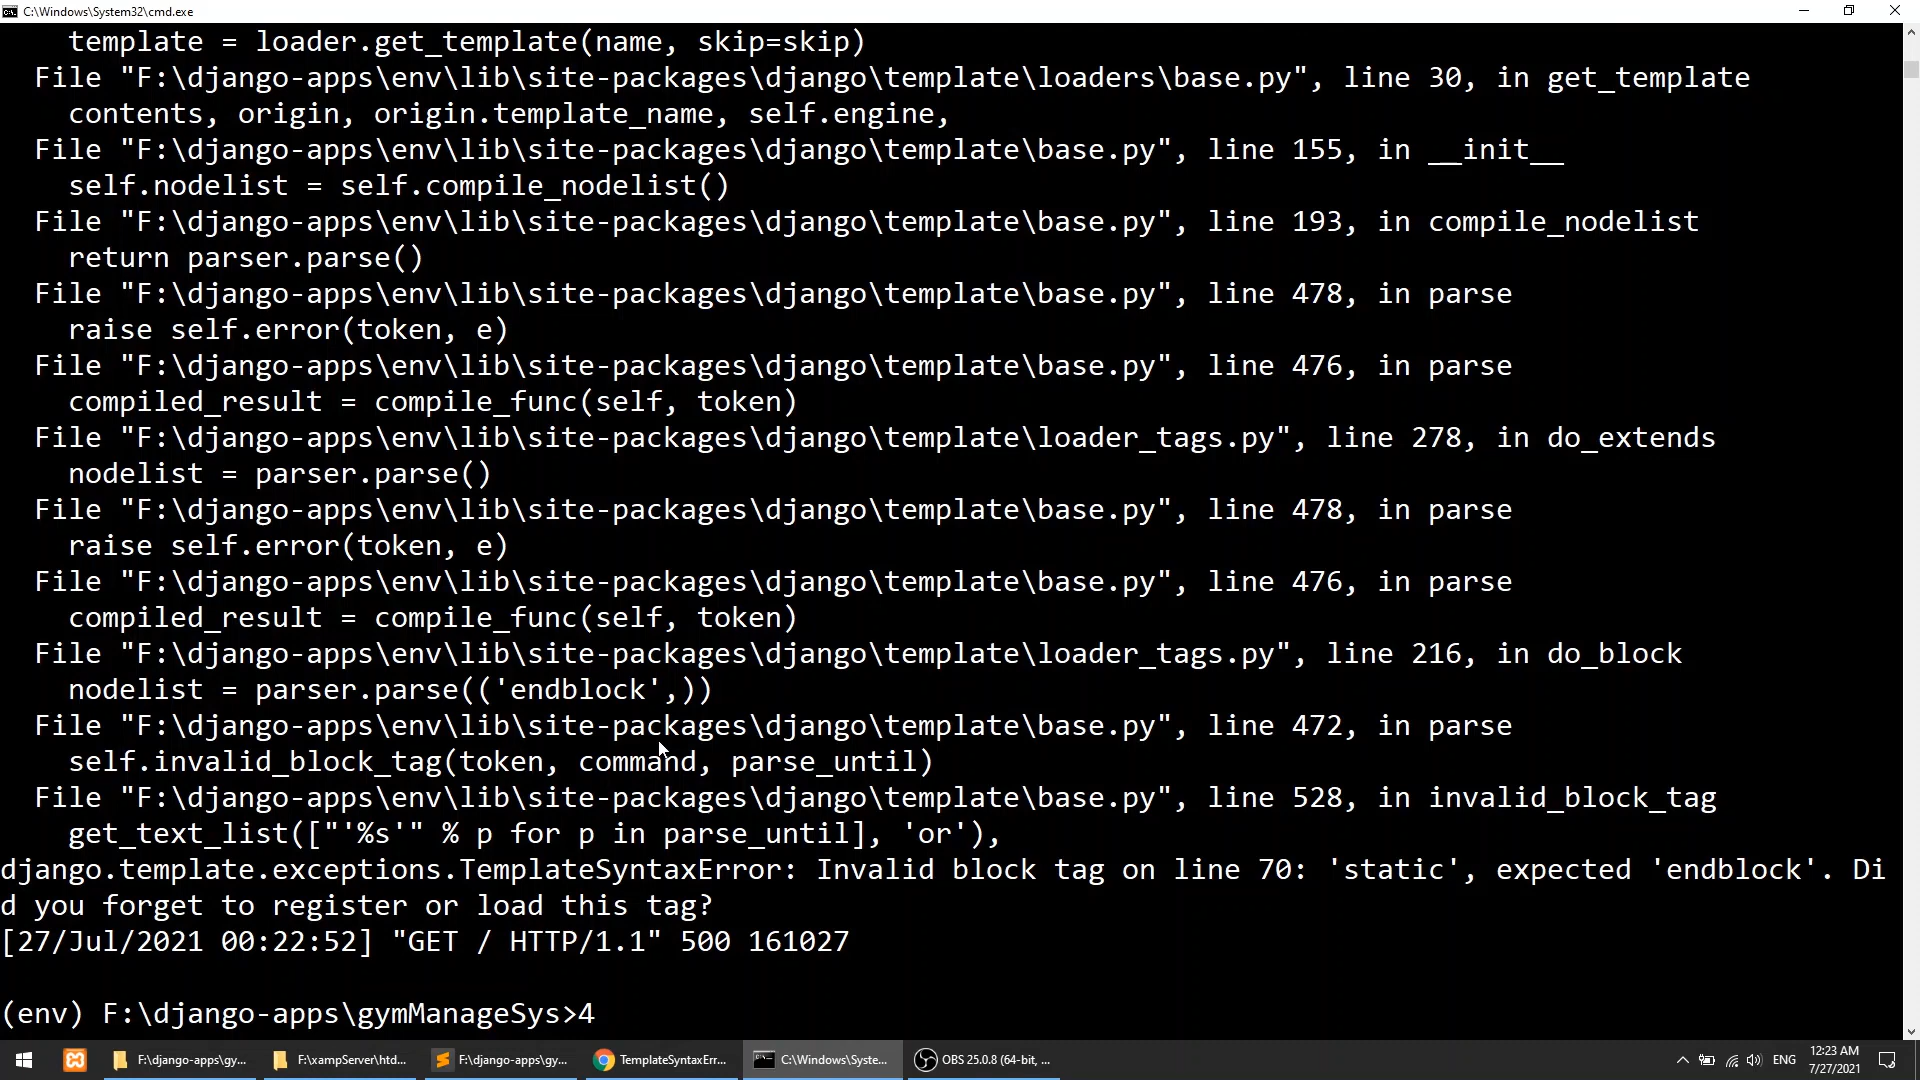 C:\Windows\System32\cmd.exe
template = loader.get_template(name, skip=skip)
File "F:\django-apps\env\lib\site-packages\django\template\loaders\base.py", line 30, in get_template
contents, origin, origin.template_name, self.engine,
File "F:\django-apps\env\lib\site-packages\django\template\base.py", line 155, in __init__
self.nodelist = self.compile_nodelist()
File "F:\django-apps\env\lib\site-packages\django\template\base.py", line 193, in compile_nodelist
return parser.parse()
File "F:\django-apps\env\lib\site-packages\django\template\base.py", line 478, in parse
raise self.error(token, e)
File "F:\django-apps\env\lib\site-packages\django\template\base.py", line 476, in parse
compiled_result = compile_func(self, token)
File "F:\django-apps\env\lib\site-packages\django\template\loader_tags.py", line 278, in do_extends
nodelist = parser.parse()
File "F:\django-apps\env\lib\site-packages\django\template\base.py", line 478, in parse
raise self.error(token, e)
File "F:\django-apps\env\lib\site-packages\django\template\base.py", line 476, in parse
compiled_result = compile_func(self, token)
File "F:\django-apps\env\lib\site-packages\django\template\loader_tags.py", line 216, in do_block
nodelist = parser.parse(('endblock',))
File "F:\django-apps\env\lib\site-packages\django\template\base.py", line 472, in parse
self.invalid_block_tag(token, command, parse_until)
File "F:\django-apps\env\lib\site-packages\django\template\base.py", line 528, in invalid_block_tag
get_text_list(["'%s'" % p for p in parse_until], 'or'),
django.template.exceptions.TemplateSyntaxError: Invalid block tag on line 70: 'static', expected 'endblock'. Di
d you forget to register or load this tag?
[27/Jul/2021 00:22:52] "GET / HTTP/1.1" 500 161027
(env) F:\django-apps\gymManageSys>4
F:\django-apps\gy... F:\xampServer\htd... F:\django-apps\gy... TemplateSyntaxErr... C:\Windows\Syste... OBS 25.0.8 (64-bit, ... ENG 12:23 AM
7/27/2021